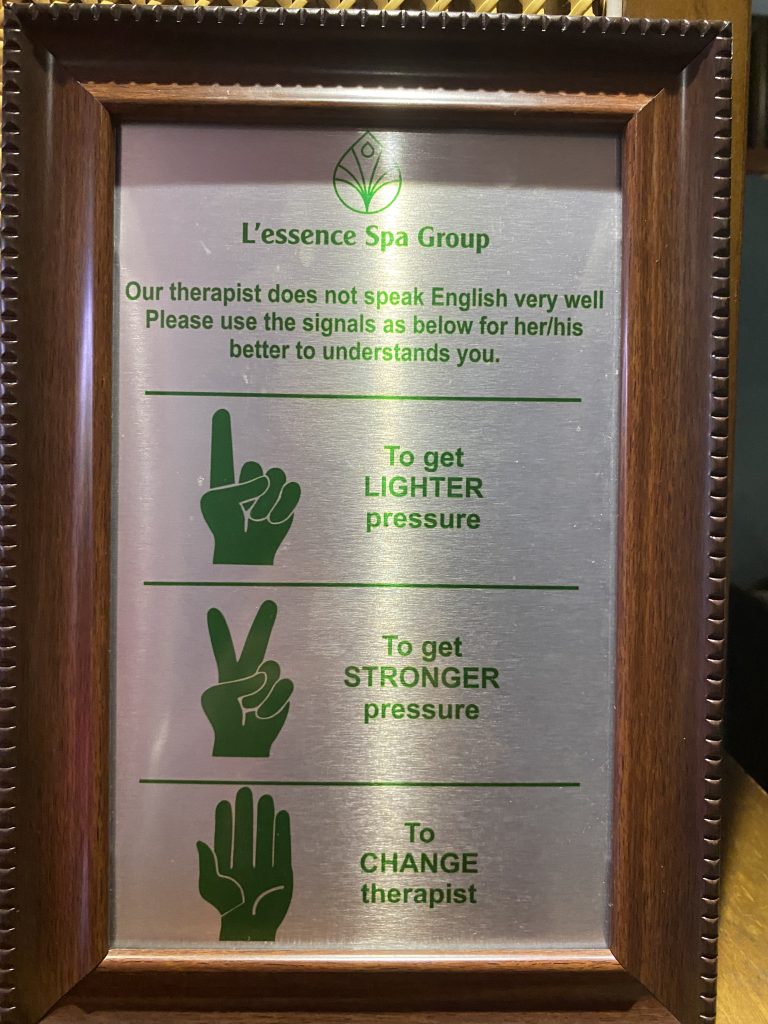 L'essence Spa Group
Our therapist does not speak English very well
Please use the signals as below for her/his
better to understands you.
To get
LIGHTER
pressure
To get
STRONGER
pressure
To
CHANGE
therapist